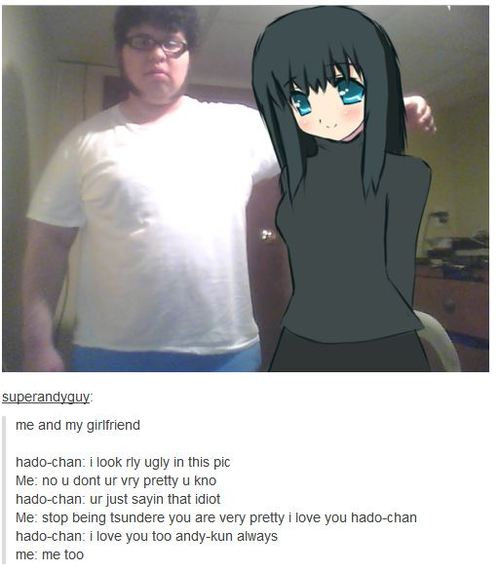 superandyguy:
me and my girlfriend
hado-chan: i look rly ugly in this pic
Me: no u dont ur vry pretty u kno
hado-chan: ur just sayin that idiot
Me: stop being tsundere you are very pretty i love you hado-chan
hado-chan: i love you too andy-kun always
me: me too